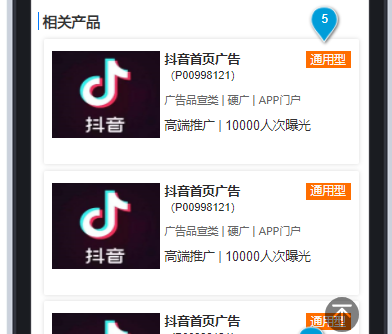 相关产品
5
抖音首页广告
通用型
（P00998121）
广告品宣类 | 硬广 | APP门户
高端推广 | 10000人次曝光
抖音
抖音首页广告
通用型
（P00998121）
广告品宣类 | 硬广 | APP门户
高端推广 | 10000人次曝光
抖音
抖音首页广告
通用型
（P00998121）